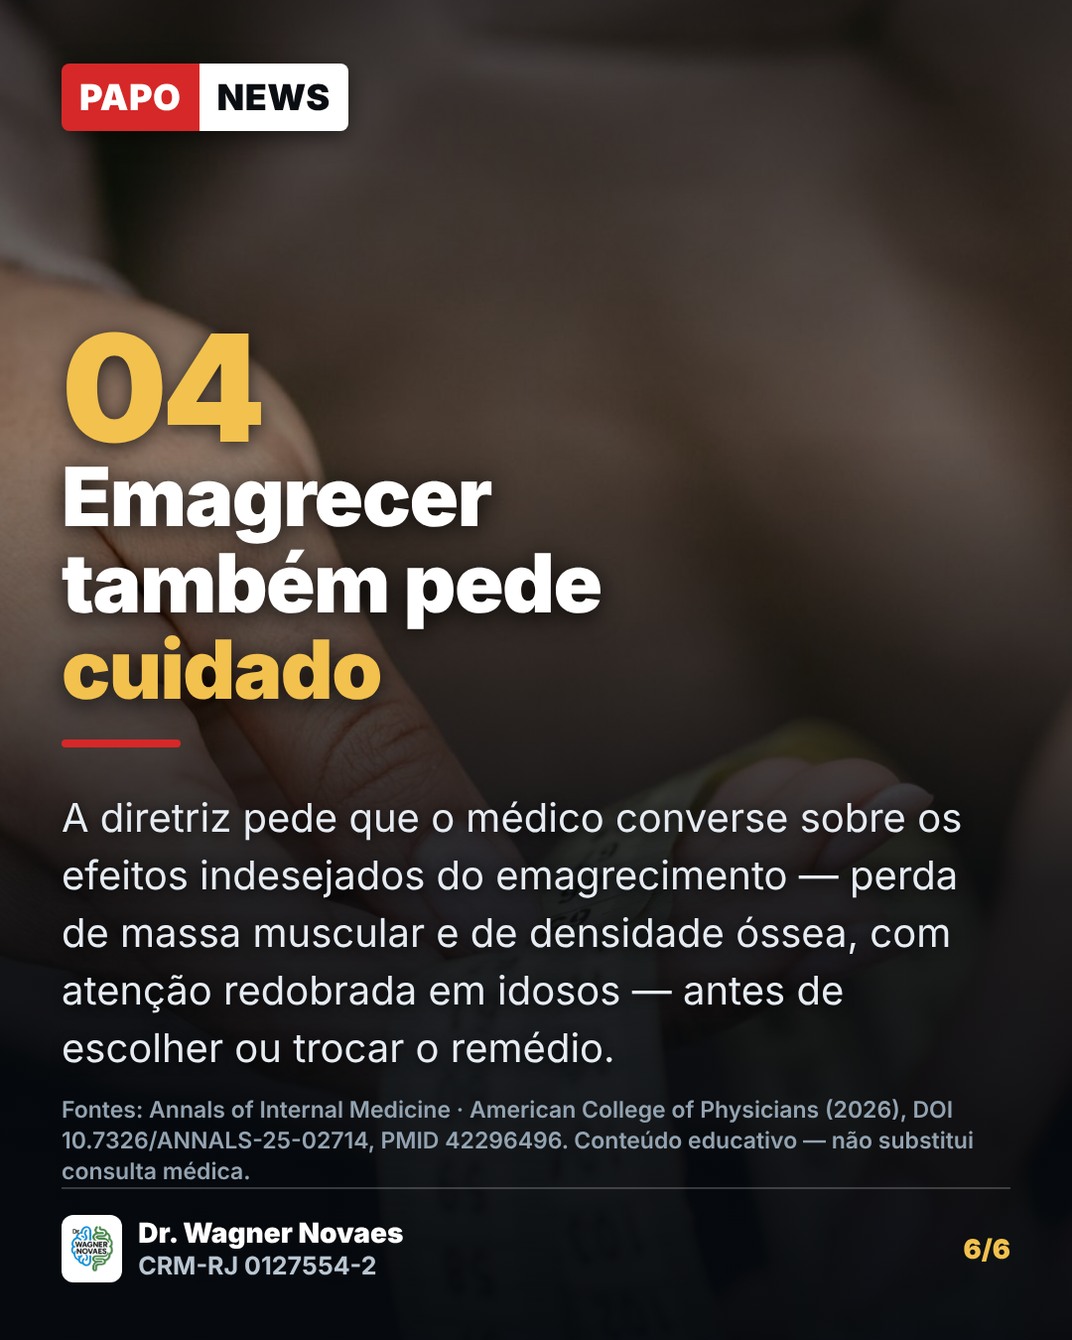 PAPO NEWS
04
Emagrecer
também pede
cuidado
A diretriz pede que o médico converse sobre os
efeitos indesejados do emagrecimento — perda
de massa muscular e de densidade óssea, com
atenção redobrada em idosos — antes de
escolher ou trocar o remédio.
Fontes: Annals of Internal Medicine · American College of Physicians (2026), DOI
10.7326/ANNALS-25-02714, PMID 42296496. Conteúdo educativo — não substitui
consulta médica.
Dr.
WAGNER
NOVAES
Dr. Wagner Novaes
CRM-RJ 0127554-2
6/6